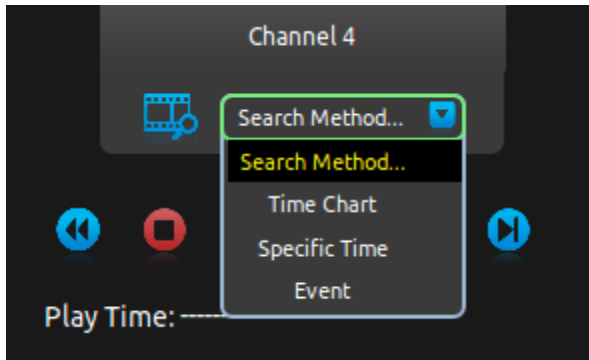 Channel 4
Search Method...
Search Method...
Time Chart
Specific Time
Event
Play Time: ------